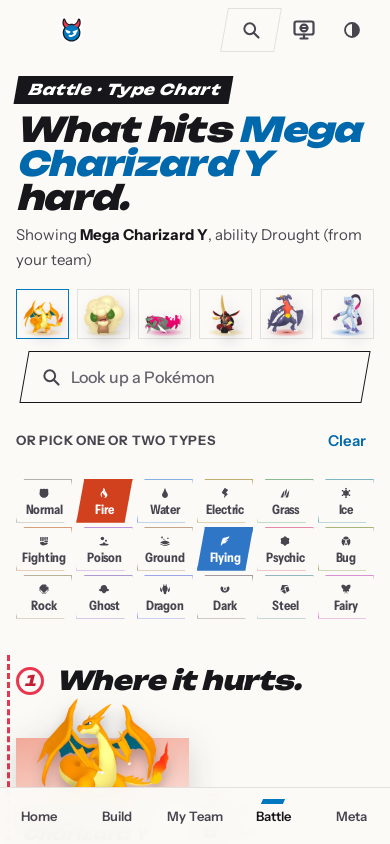 Battle · Type Chart
What hits Mega
Charizard Y
hard.
Showing Mega Charizard Y, ability Drought (from
your team)
Look up a Pokémon
OR PICK ONE OR TWO TYPES
Clear
Normal Fire Water Electric Grass Ice
Fighting Poison Ground Flying Psychic Bug
Rock Ghost Dragon Dark Steel Fairy
1 Where it hurts.
Home Build My Team Battle Meta